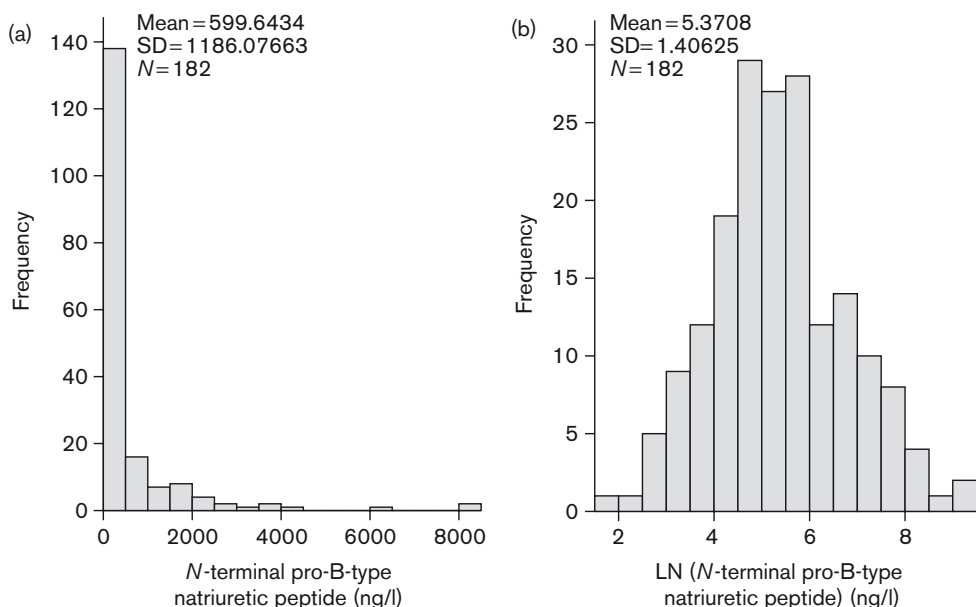 (a)
Mean=599.6434
SD=1186.07663
N=182
140
120
100
80
60
40
20
0
Frequency
0 2000 4000 6000 8000
N-terminal pro-B-type
natriuretic peptide (ng/l)
(b)
Mean=5.3708
SD=1.40625
N=182
30
25
20
15
10
5
0
Frequency
2 4 6 8
LN (N-terminal pro-B-type
natriuretic peptide) (ng/l)